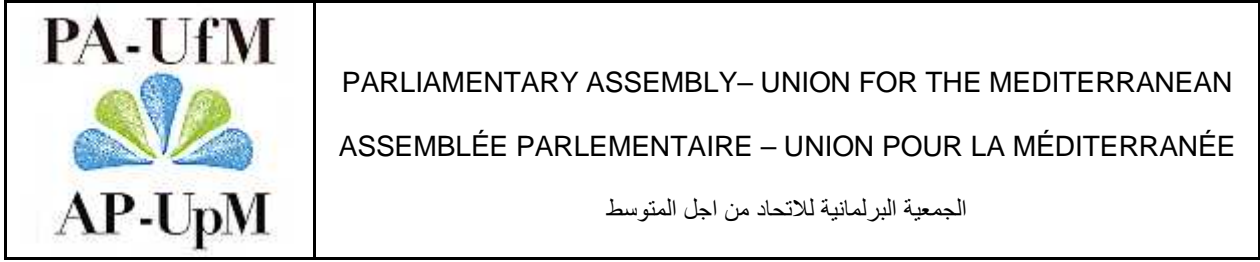 PA-UfM
AP-UpM
PARLIAMENTARY ASSEMBLY– UNION FOR THE MEDITERRANEAN
ASSEMBLÉE PARLEMENTAIRE – UNION POUR LA MÉDITERRANÉE
الجمعية البرلمانية للاتحاد من اجل المتوسط